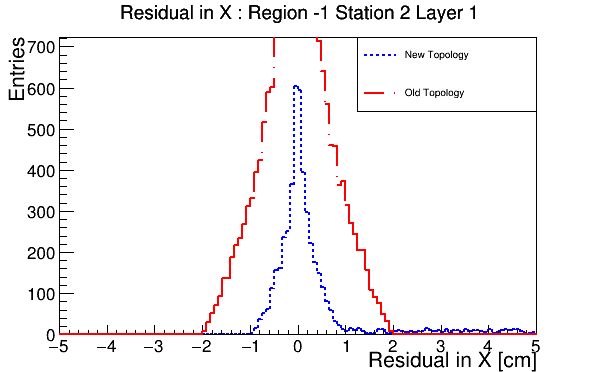 Residual in X : Region -1 Station 2 Layer 1
Entries
700
600
500
400
300
200
100
0
New Topology
Old Topology
−5 −4 −3 −2 −1 0 1 2 3 4 5
Residual in X [cm]